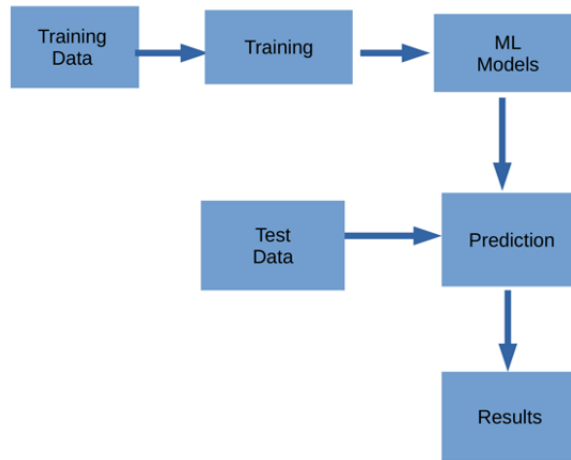 Training
Data
Training
ML
Models
Test
Data
Prediction
Results